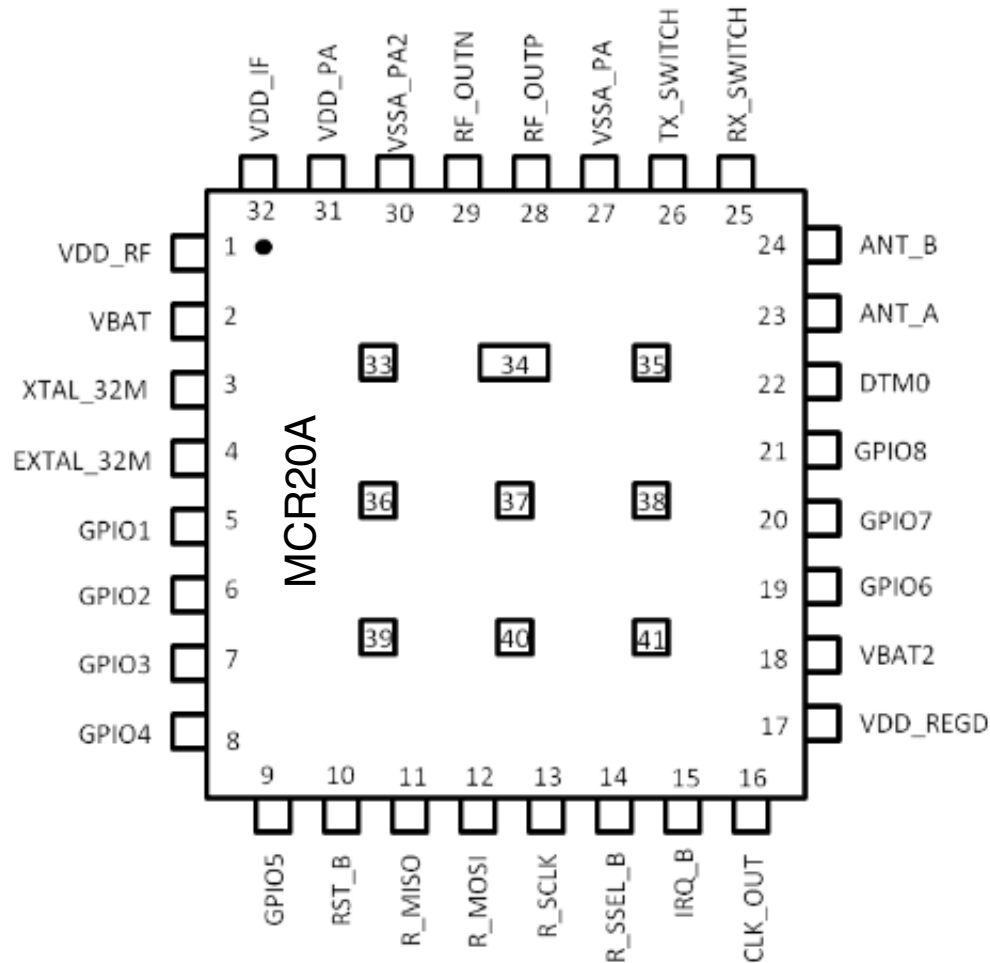 VDD_IF
VDD_PA
VSSA_PA2
RF_OUTN
RF_OUTP
VSSA_PA
TX_SWITCH
RX_SWITCH
32 31 30 29 28 27 26 25
VDD_RF 1 24 ANT_B
VBAT 2 23 ANT_A
XTAL_32M 3 22 DTM0
33 34 35
EXTAL_32M 4 21 GPIO8
MCR20A
36 37 38
GPIO1 5 20 GPIO7
GPIO2 6 19 GPIO6
39 40 41
GPIO3 7 18 VBAT2
GPIO4 8 17 VDD_REGD
9 10 11 12 13 14 15 16
GPIO5
RST_B
R_MISO
R_MOSI
R_SCLK
R_SSEL_B
IRQ_B
CLK_OUT